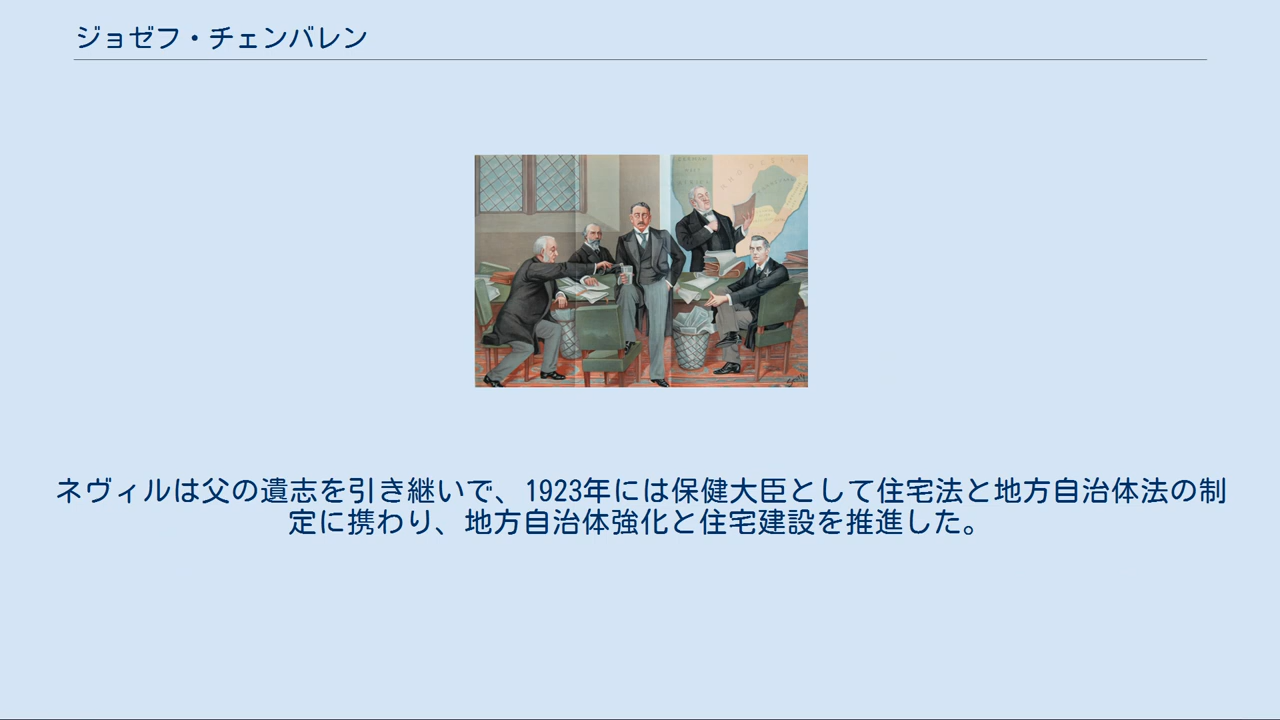 ジョゼフ・チェンバレン
ネヴィルは父の遺志を引き継いで、1923年には保健大臣として住宅法と地方自治体法の制
定に携わり、地方自治体強化と住宅建設を推進した。